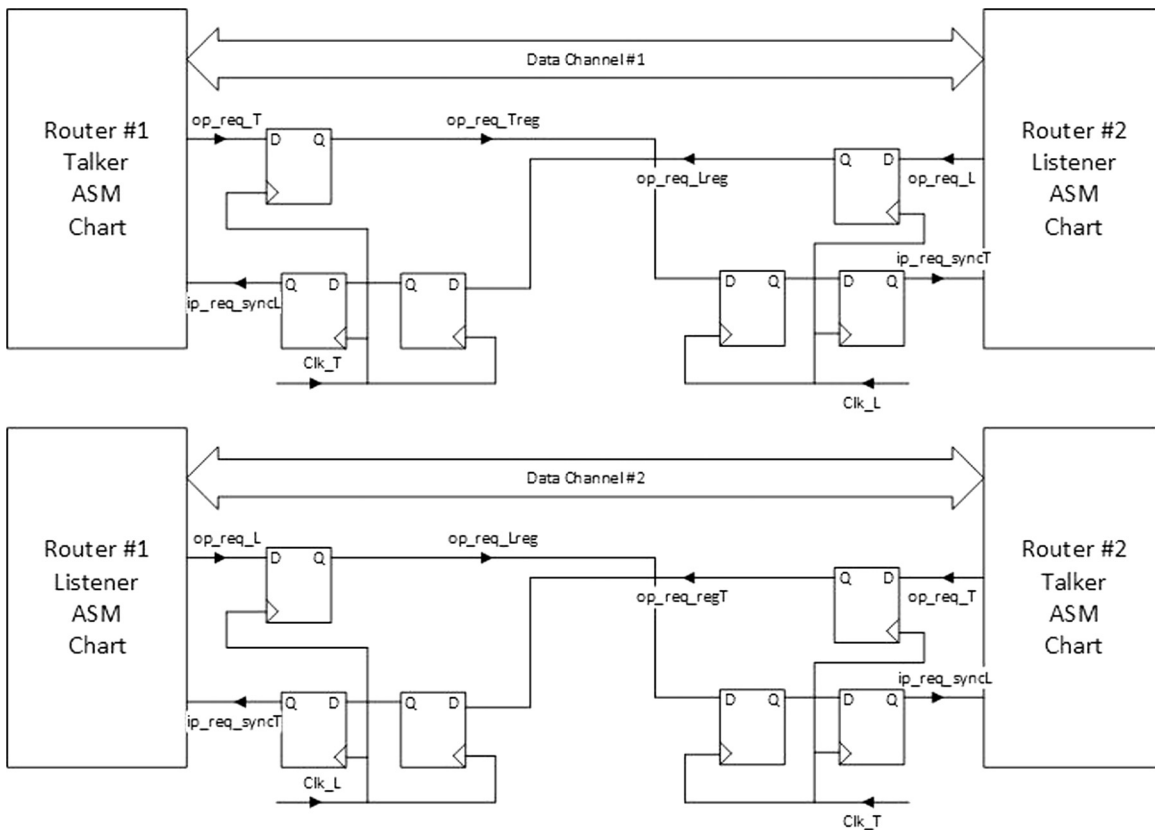 Data Channel #1
Router #1
Talker
ASM
Chart
op_req_T
D Q
op_req_Treg
op_req_Lreg
Q D
op_req_L
Router #2
Listener
ASM
Chart
ip_req_syncL
Q D
Q D
D Q
D Q
ip_req_syncT
Clk_T
Clk_L
Data Channel #2
Router #1
Listener
ASM
Chart
op_req_L
D Q
op_req_Lreg
op_req_regT
Q D
op_req_T
Router #2
Talker
ASM
Chart
ip_req_syncT
Q D
Q D
D Q
D Q
ip_req_syncL
Clk_L
Clk_T